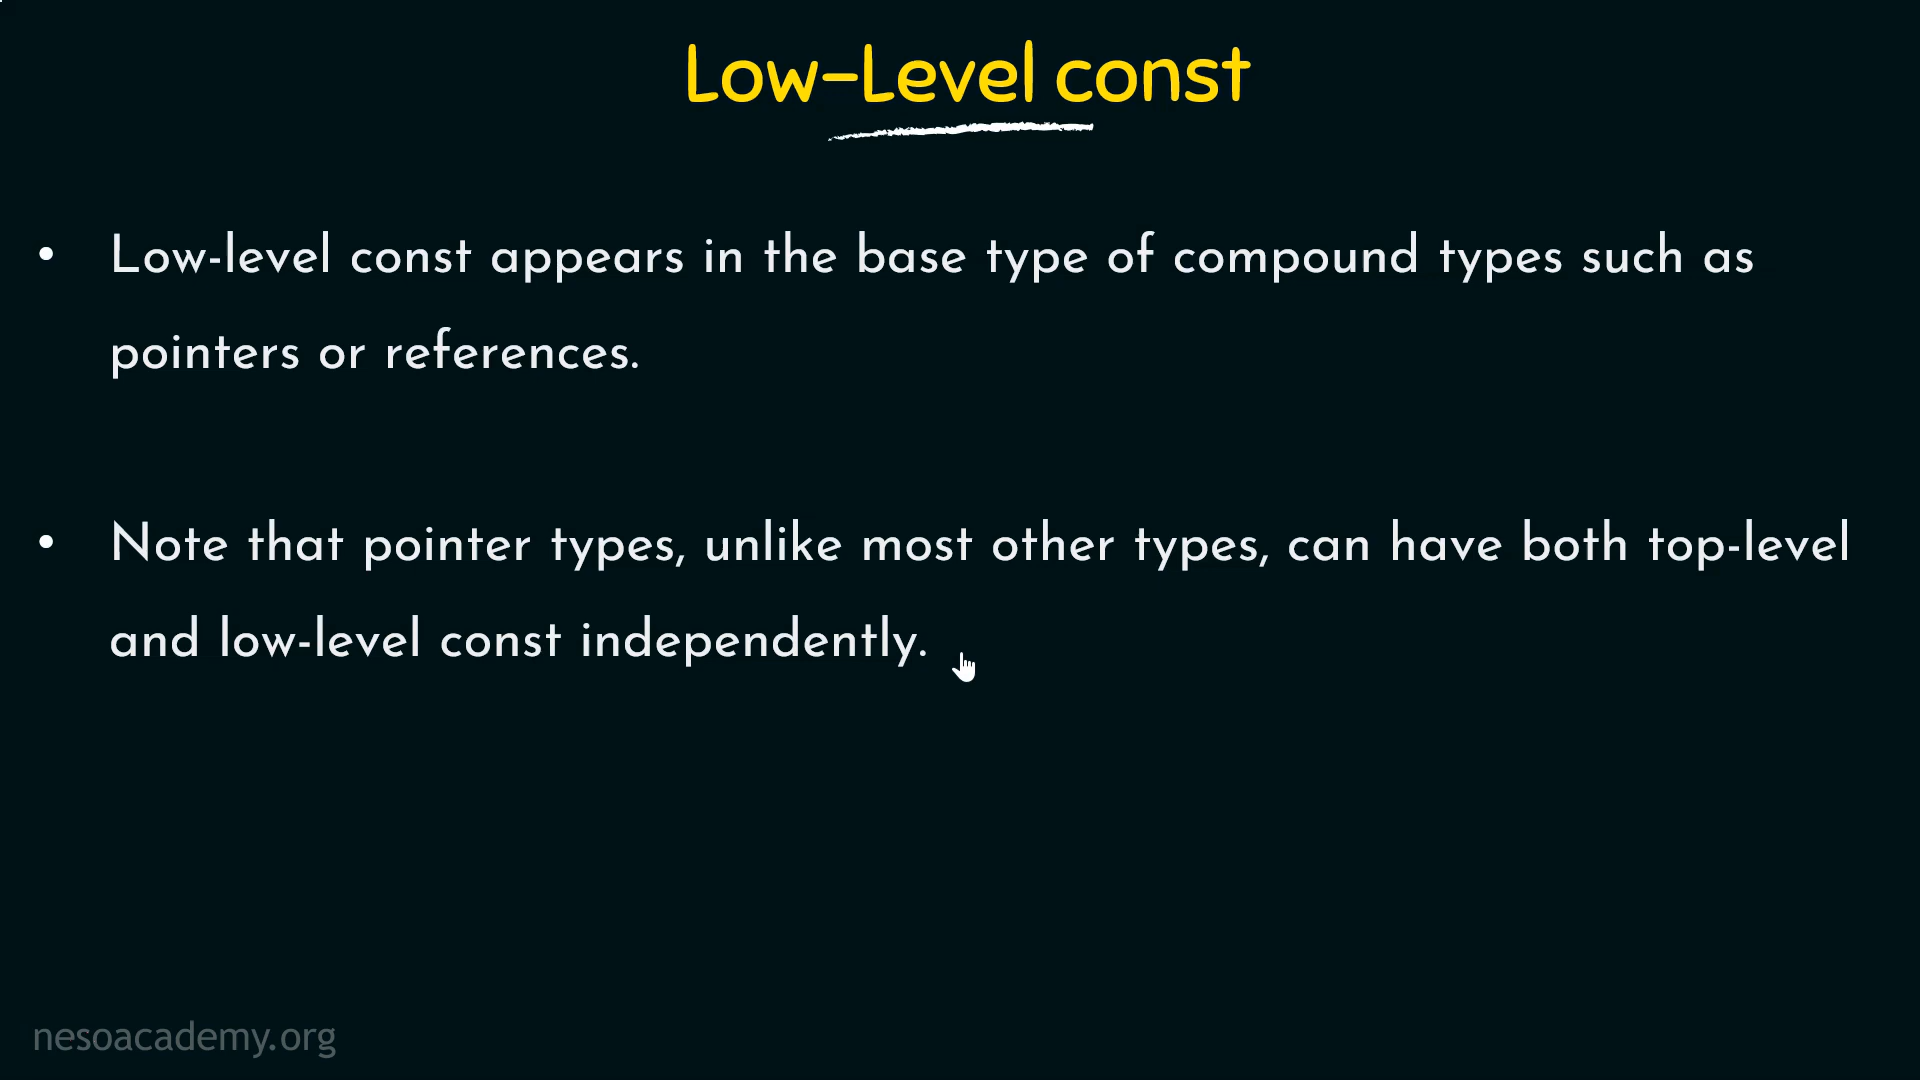 Low-Level const
• Low-level const appears in the base type of compound types such as
pointers or references.
• Note that pointer types, unlike most other types, can have both top-level
and low-level const independently.
nesoacademy.org